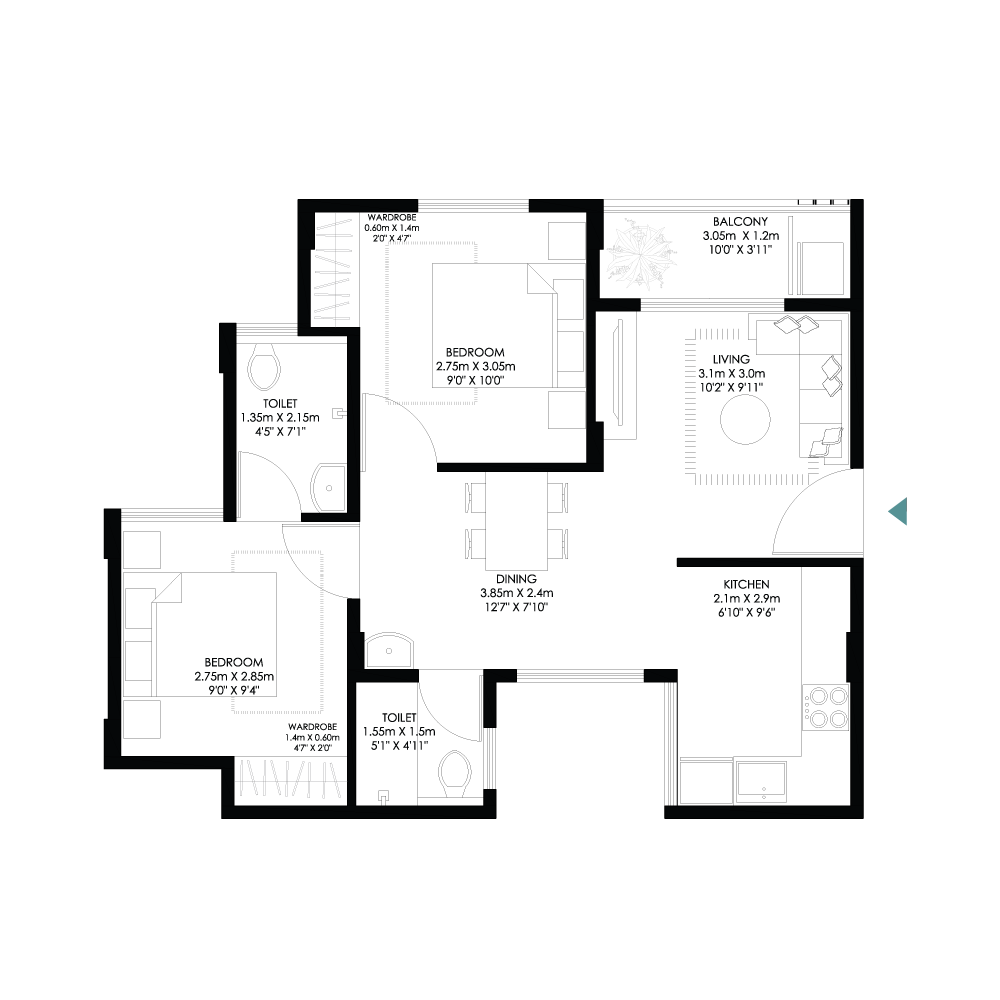 WARDROBE
0.60m X 1.4m
2'0" X 4'7"
BALCONY
3.05m X 1.2m
10'0" X 3'11"
BEDROOM
2.75m X 3.05m
9'0" X 10'0"
LIVING
3.1m X 3.0m
10'2" X 9'11"
TOILET
1.35m X 2.15m
4'5" X 7'1"
DINING
3.85m X 2.4m
12'7" X 7'10"
KITCHEN
2.1m X 2.9m
6'10" X 9'6"
BEDROOM
2.75m X 2.85m
9'0" X 9'4"
WARDROBE
1.4m X 0.60m
4'7" X 2'0"
TOILET
1.55m X 1.5m
5'1" X 4'11"